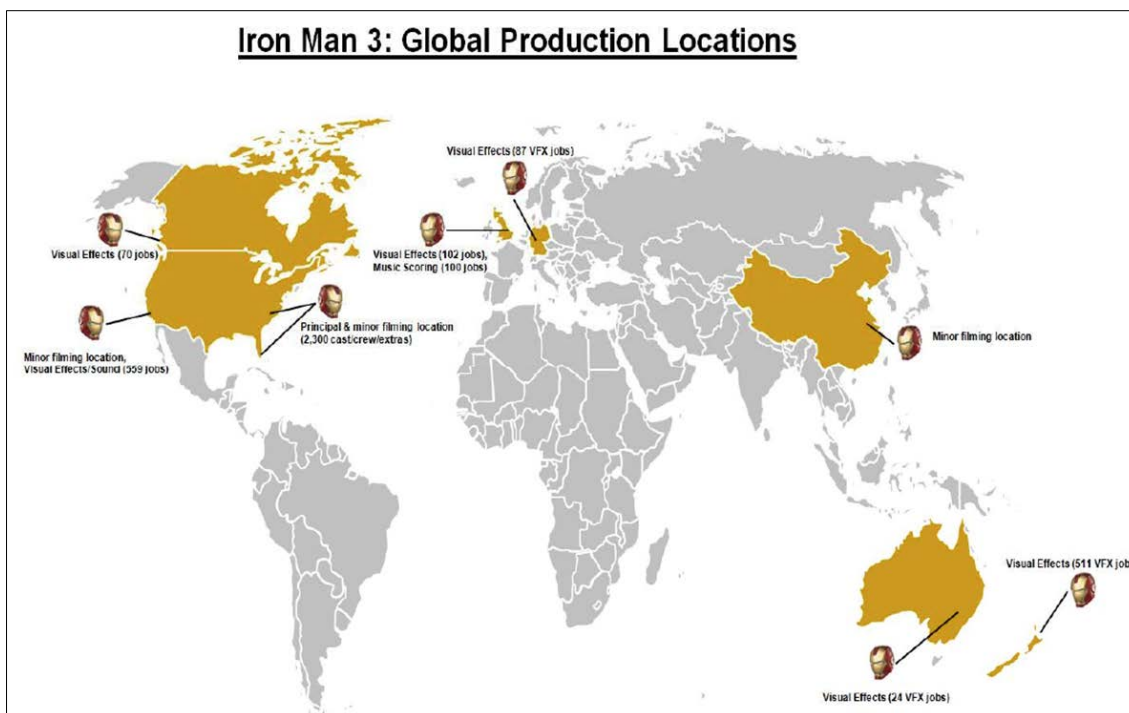 Iron Man 3: Global Production Locations
Visual Effects (87 VFX jobs)
Visual Effects (70 jobs)
Visual Effects (102 jobs),
Music Scoring (100 jobs)
Principal & minor filming location
(2,300 cast/crew/extras)
Minor filming location,
Visual Effects/Sound (559 jobs)
Minor filming location
Visual Effects (511 VFX job
Visual Effects (24 VFX jobs)